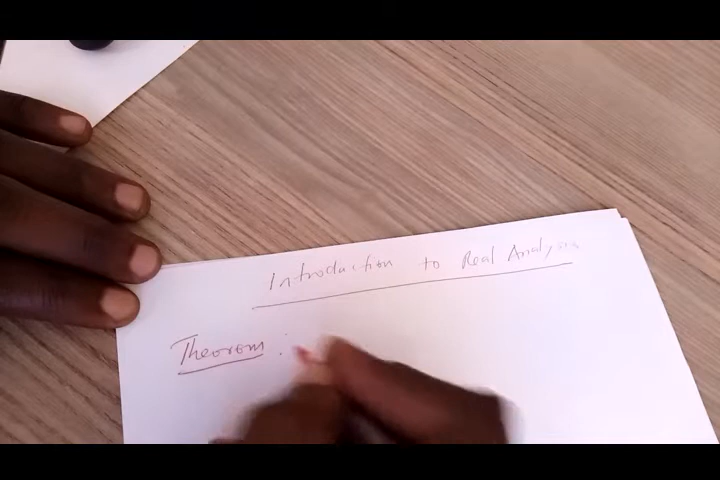 Introduction to Real Analysis
Theorem :